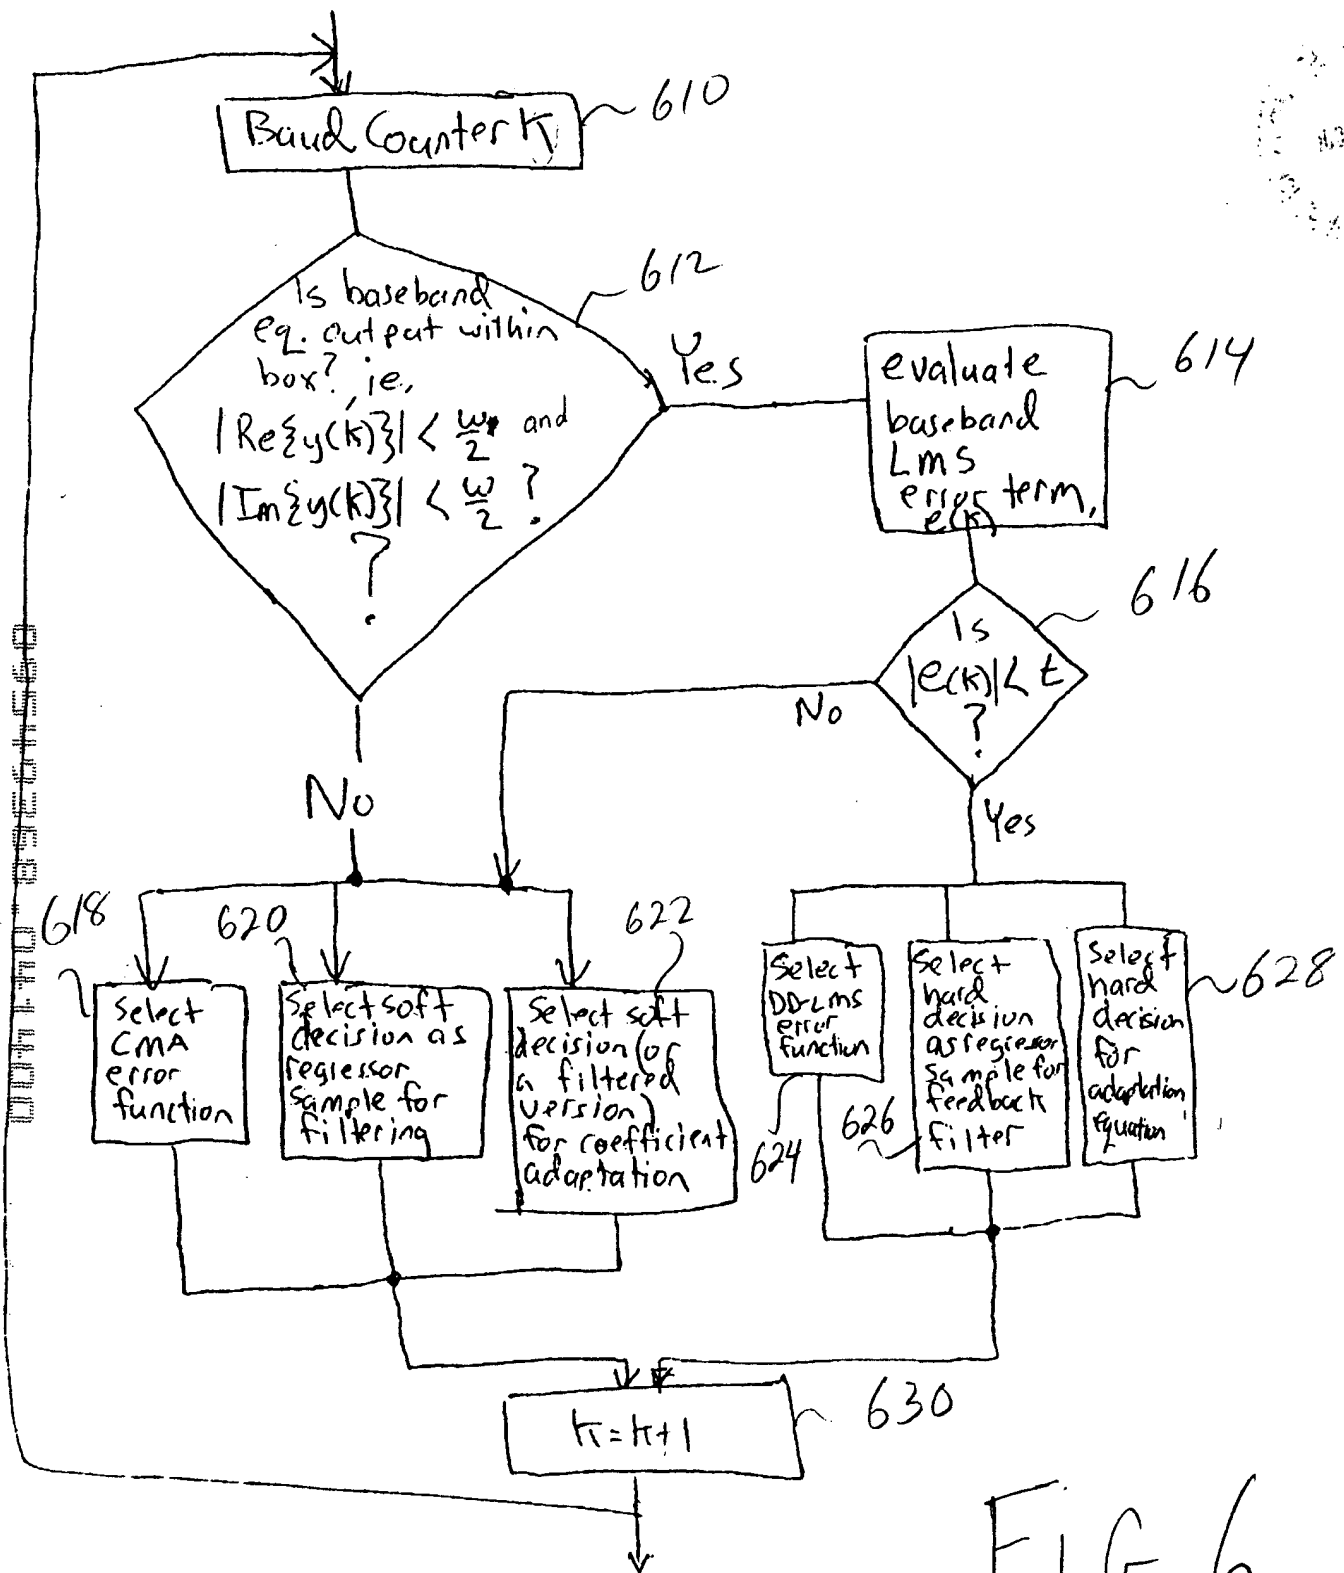 610
Baud Counter K
612
Is baseband
eq. output within
box? ie,
|Re{y(k)}| < w/2 and
|Im{y(k)}| < w/2 ?
?
Yes
614
evaluate
baseband
LMS
error term,
e(k)
616
Is
|e(k)| < t
?
No
Yes
No
618
Select
CMA
error
function
620
Select soft
decision as
regressor
sample for
filtering
622
Select soft
decision (or
a filtered
version)
for coefficient
adaptation
624
Select
DD-LMS
error
function
626
Select
hard
decision
as regressor
sample for
feedback
filter
628
Select
hard
decision
for
adaptation
equation
630
K = K+1
FIG 6